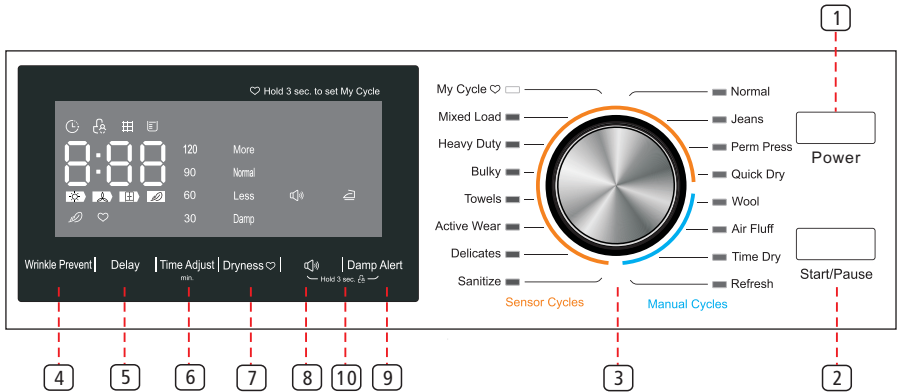 1
♡ Hold 3 sec. to set My Cycle
8:88
120 More
90 Normal
60 Less
30 Damp
Wrinkle Prevent
Delay
Time Adjust
min.
Dryness ♡
Damp Alert
Hold 3 sec.
My Cycle ♡
Mixed Load
Heavy Duty
Bulky
Towels
Active Wear
Delicates
Sanitize
Sensor Cycles
Normal
Jeans
Perm Press
Quick Dry
Wool
Air Fluff
Time Dry
Refresh
Manual Cycles
Power
Start/Pause
4
5
6
7
8
10
9
3
2